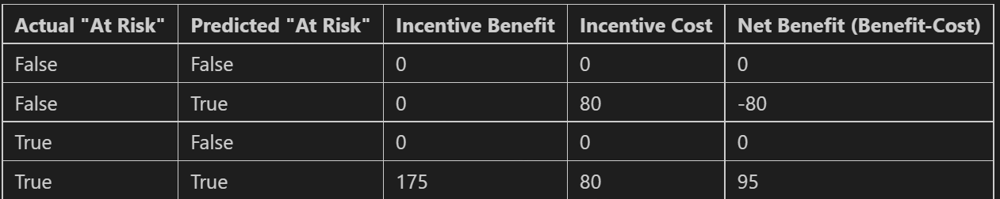 Actual "At Risk" Predicted "At Risk" Incentive Benefit Incentive Cost Net Benefit (Benefit-Cost)
False False 0 0 0
False True 0 80 -80
True False 0 0 0
True True 175 80 95